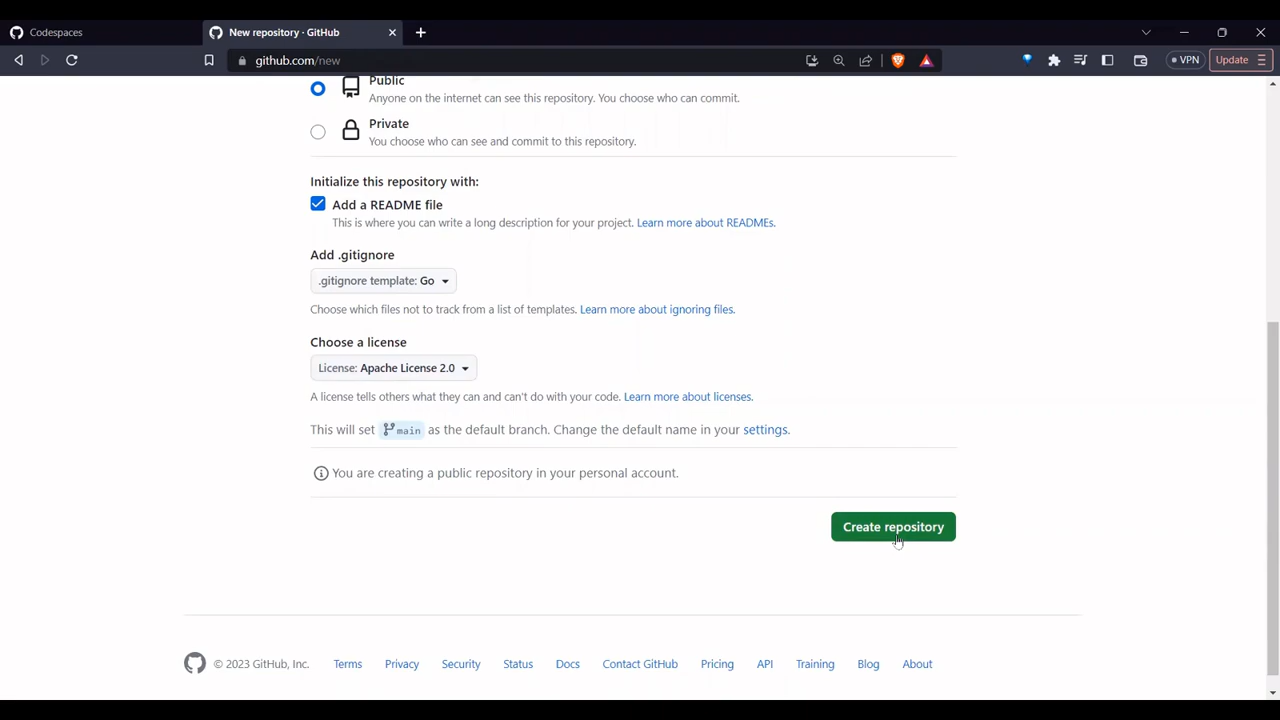 Codespaces
New repository · GitHub
github.com/new
VPN
Update
Public
Anyone on the internet can see this repository. You choose who can commit.
Private
You choose who can see and commit to this repository.
Initialize this repository with:
Add a README file
This is where you can write a long description for your project. Learn more about READMEs.
Add .gitignore
.gitignore template: Go
Choose which files not to track from a list of templates. Learn more about ignoring files.
Choose a license
License: Apache License 2.0
A license tells others what they can and can't do with your code. Learn more about licenses.
This will set main as the default branch. Change the default name in your settings.
You are creating a public repository in your personal account.
Create repository
© 2023 GitHub, Inc. Terms Privacy Security Status Docs Contact GitHub Pricing API Training Blog About